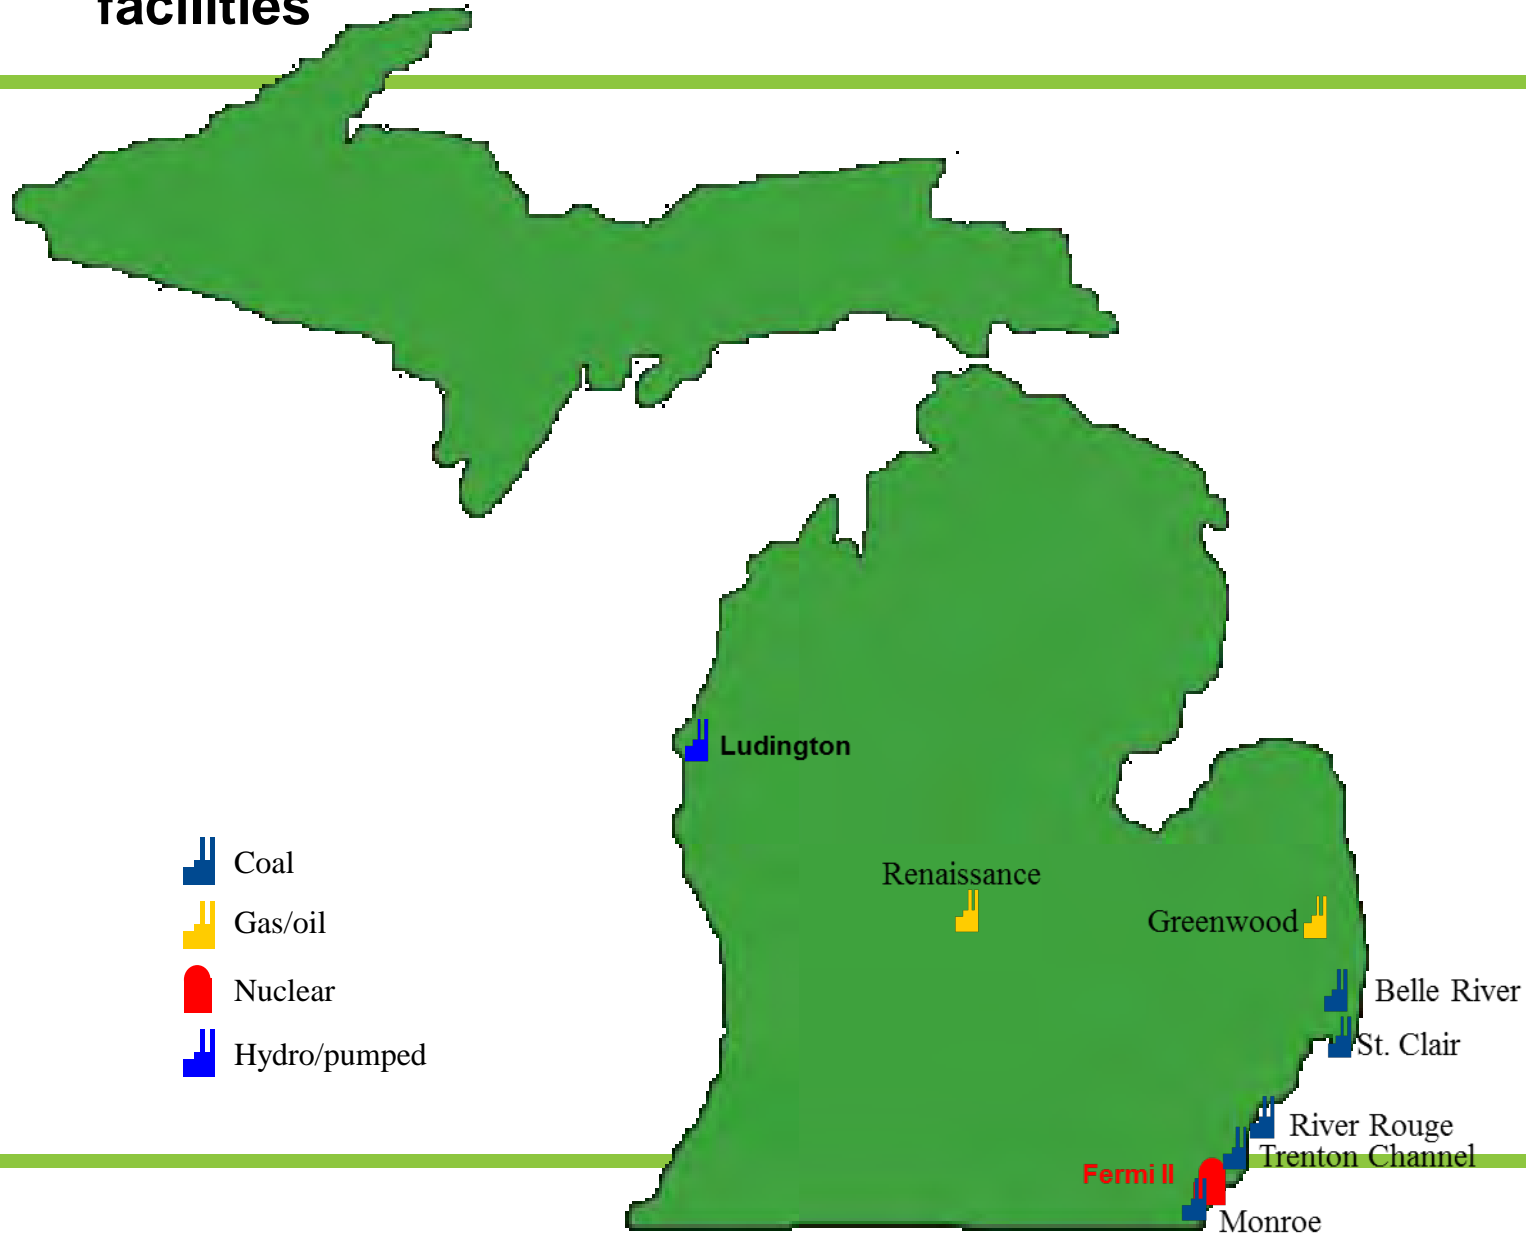 facilities
Ludington
Renaissance
Greenwood
Belle River
St. Clair
River Rouge
Trenton Channel
Fermi II
Monroe
Coal
Gas/oil
Nuclear
Hydro/pumped